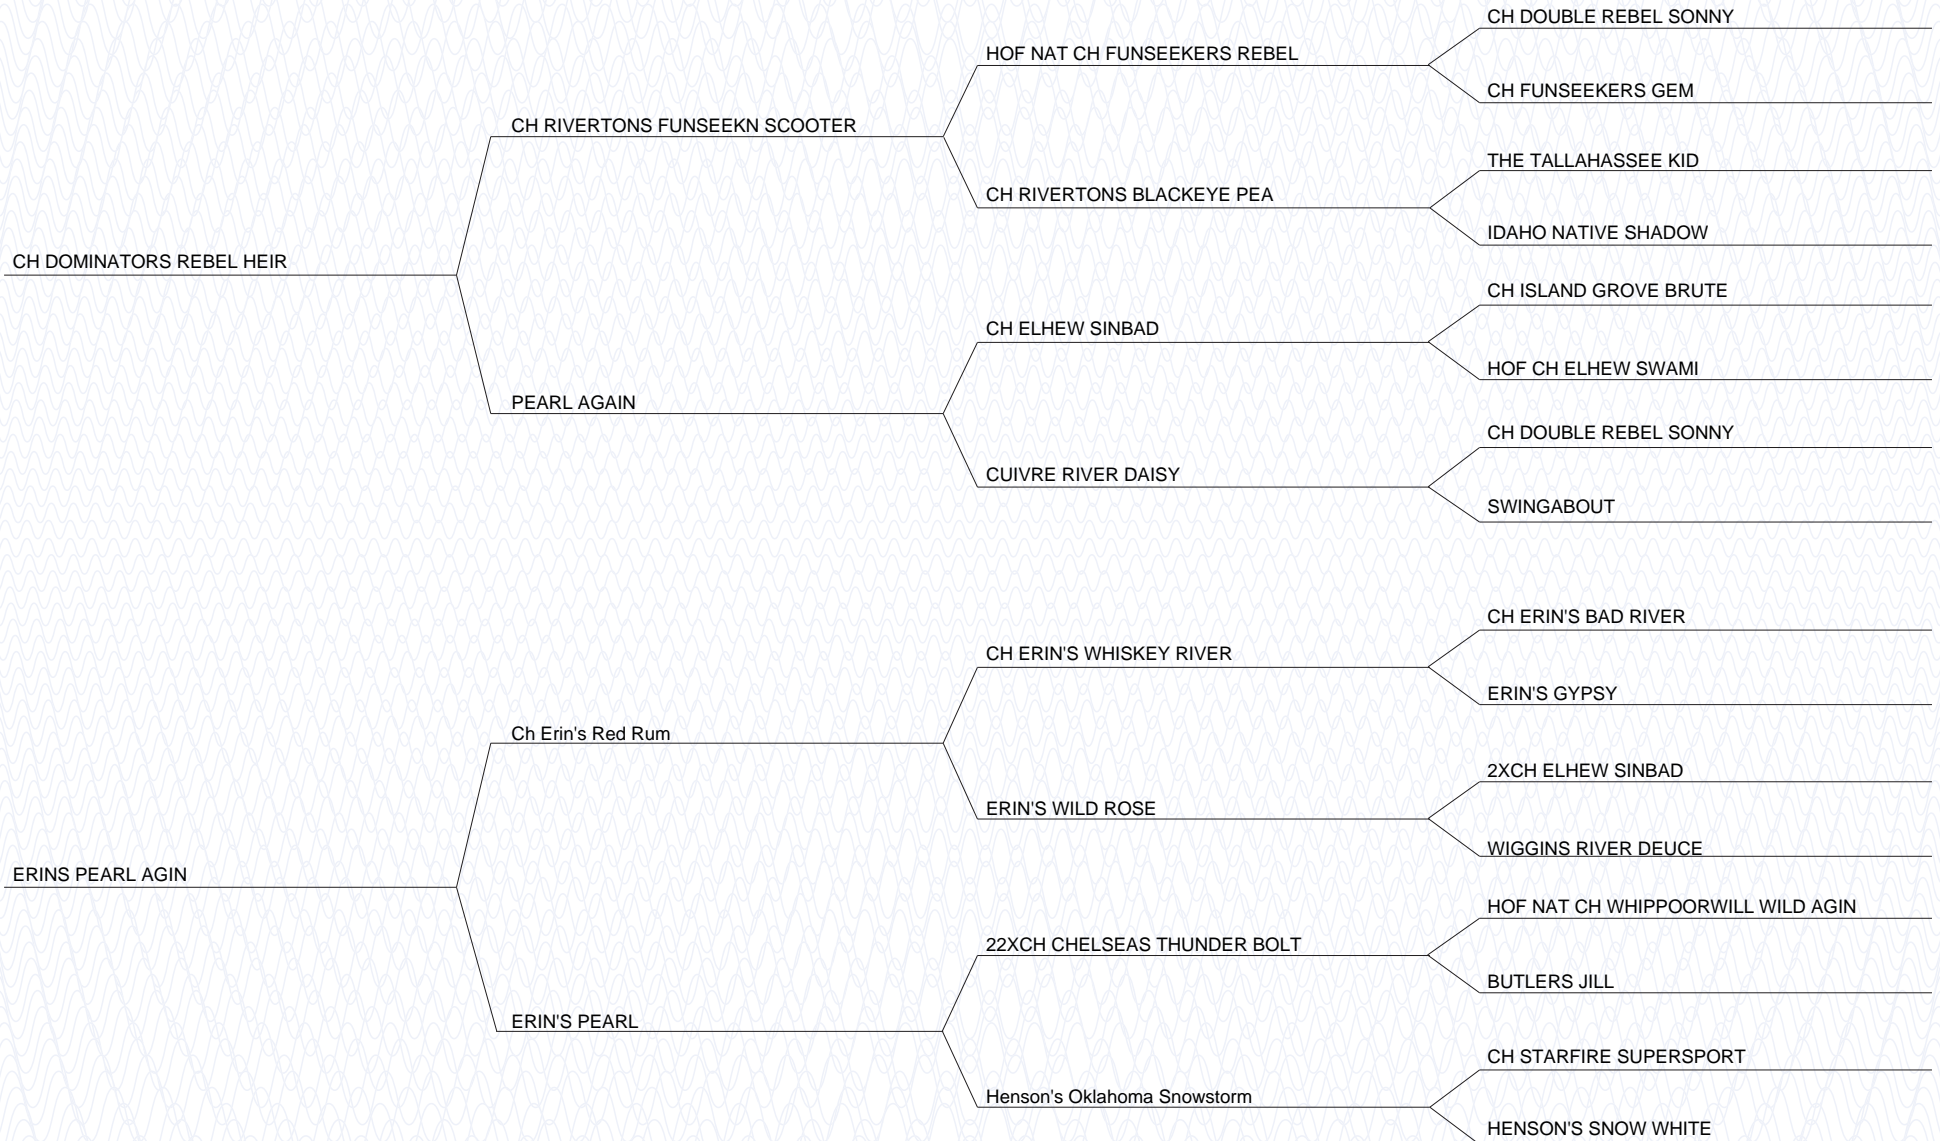 CH DOUBLE REBEL SONNY
HOF NAT CH FUNSEEKERS REBEL
CH FUNSEEKERS GEM
CH RIVERTONS FUNSEEKN SCOOTER
THE TALLAHASSEE KID
CH RIVERTONS BLACKEYE PEA
IDAHO NATIVE SHADOW
CH DOMINATORS REBEL HEIR
CH ISLAND GROVE BRUTE
CH ELHEW SINBAD
HOF CH ELHEW SWAMI
PEARL AGAIN
CH DOUBLE REBEL SONNY
CUIVRE RIVER DAISY
SWINGABOUT
CH ERIN'S BAD RIVER
CH ERIN'S WHISKEY RIVER
ERIN'S GYPSY
Ch Erin's Red Rum
2XCH ELHEW SINBAD
ERIN'S WILD ROSE
WIGGINS RIVER DEUCE
ERINS PEARL AGIN
HOF NAT CH WHIPPOORWILL WILD AGIN
22XCH CHELSEAS THUNDER BOLT
BUTLERS JILL
ERIN'S PEARL
CH STARFIRE SUPERSPORT
Henson's Oklahoma Snowstorm
HENSON'S SNOW WHITE